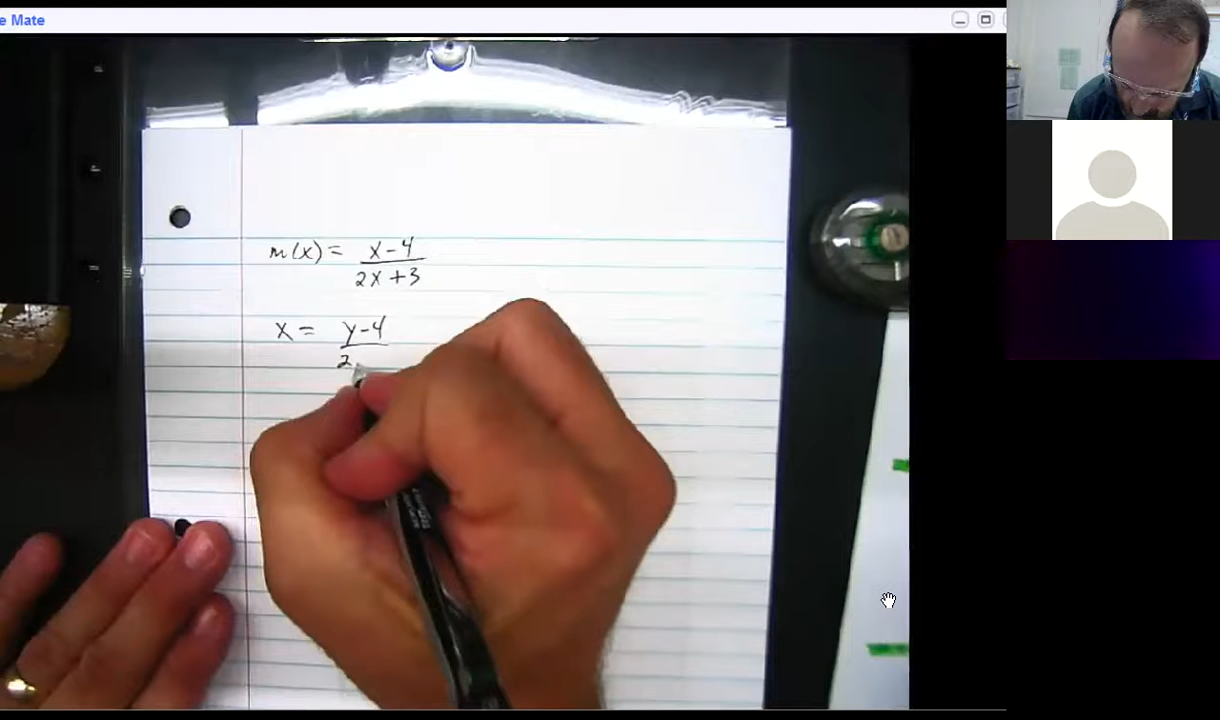 e Mate
m(x) = x-4
2x+3
x = y-4
2